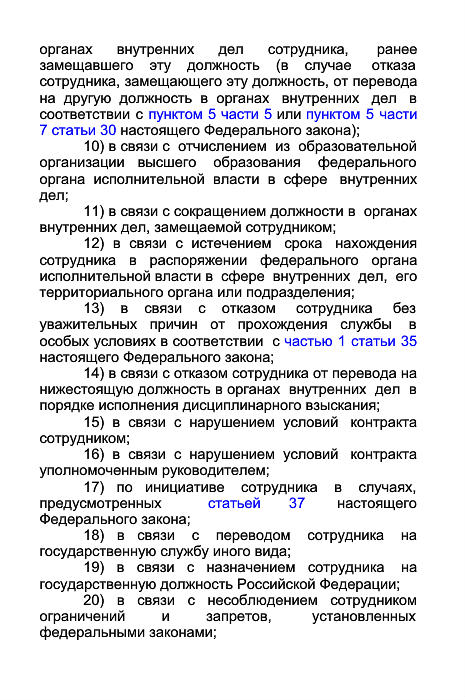 органах внутренних дел сотрудника, ранее
замещавшего эту должность (в случае отказа
сотрудника, замещающего эту должность, от перевода
на другую должность в органах внутренних дел в
соответствии с пунктом 5 части 5 или пунктом 5 части
7 статьи 30 настоящего Федерального закона);
10) в связи с отчислением из образовательной
организации высшего образования федерального
органа исполнительной власти в сфере внутренних
дел;
11) в связи с сокращением должности в органах
внутренних дел, замещаемой сотрудником;
12) в связи с истечением срока нахождения
сотрудника в распоряжении федерального органа
исполнительной власти в сфере внутренних дел, его
территориального органа или подразделения;
13) в связи с отказом сотрудника без
уважительных причин от прохождения службы в
особых условиях в соответствии с частью 1 статьи 35
настоящего Федерального закона;
14) в связи с отказом сотрудника от перевода на
нижестоящую должность в органах внутренних дел в
порядке исполнения дисциплинарного взыскания;
15) в связи с нарушением условий контракта
сотрудником;
16) в связи с нарушением условий контракта
уполномоченным руководителем;
17) по инициативе сотрудника в случаях,
предусмотренных статьей 37 настоящего
Федерального закона;
18) в связи с переводом сотрудника на
государственную службу иного вида;
19) в связи с назначением сотрудника на
государственную должность Российской Федерации;
20) в связи с несоблюдением сотрудником
ограничений и запретов, установленных
федеральными законами;